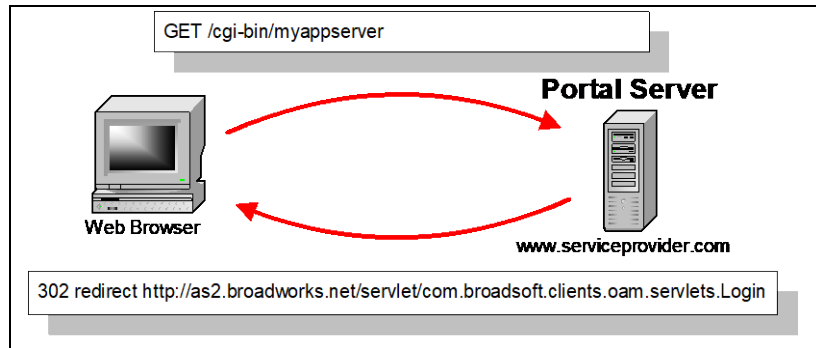 GET /cgi-bin/myappserver
Portal Server
Web Browser
www.serviceprovider.com
302 redirect http://as2.broadworks.net/servlet/com.broadsoft.clients.oam.servlets.Login